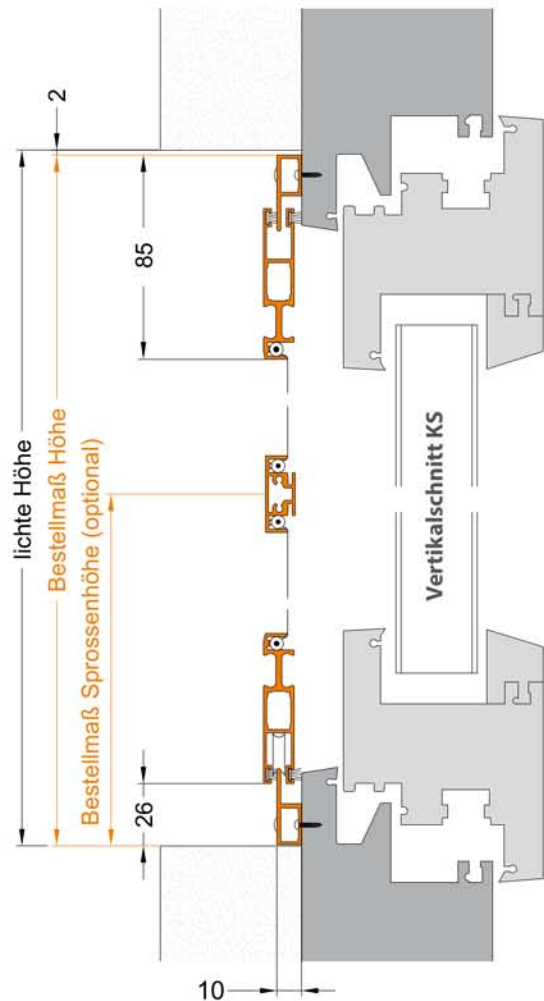 2
85
lichte Höhe
Bestellmaß Höhe
Bestellmaß Sprossenhöhe (optional)
Vertikalschnitt KS
26
10